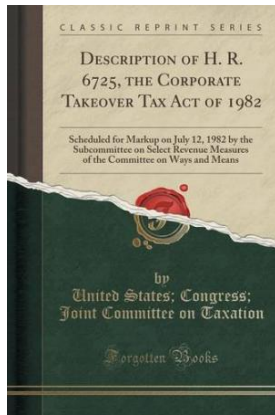 CLASSIC REPRINT SERIES
DESCRIPTION OF H. R.
6725, THE CORPORATE
TAKEOVER TAX ACT OF 1982
Scheduled for Markup on July 12, 1982 by the
Subcommittee on Select Revenue Measures
of the Committee on Ways and Means
by
United States; Congress;
Joint Committee on Taxation
Forgotten Books